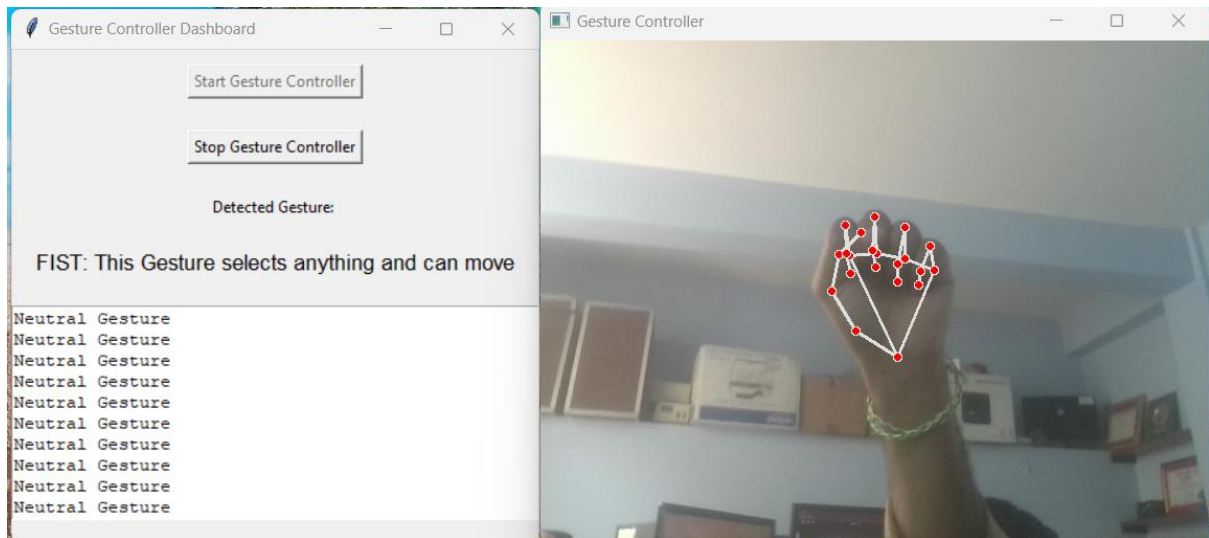 Gesture Controller Dashboard
Start Gesture Controller
Stop Gesture Controller
Detected Gesture:
FIST: This Gesture selects anything and can move
Neutral Gesture
Neutral Gesture
Neutral Gesture
Neutral Gesture
Neutral Gesture
Neutral Gesture
Neutral Gesture
Neutral Gesture
Neutral Gesture
Neutral Gesture
Gesture Controller